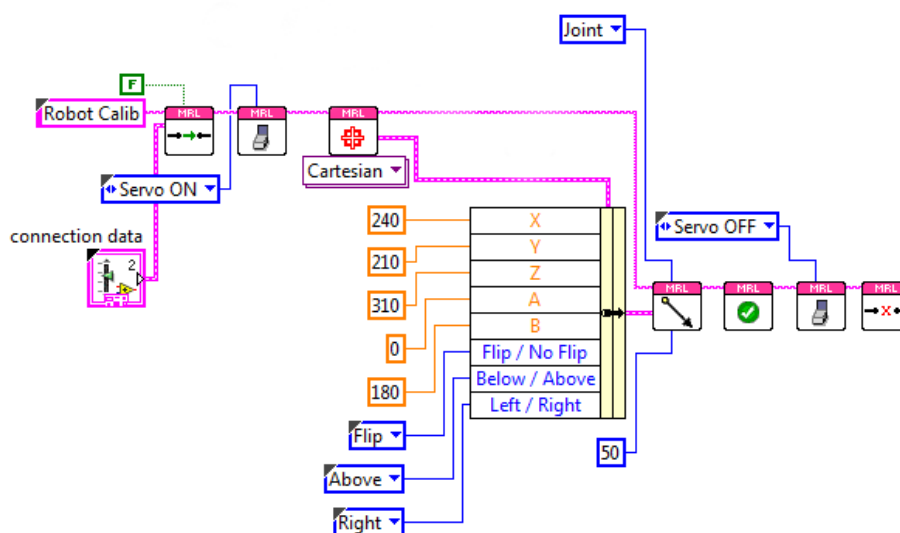 Joint
F
MRL
MRL
MRL
Robot Calib
Cartesian
Servo ON
connection data
2
240
210
310
0
180
X
Y
Z
A
B
Flip / No Flip
Below / Above
Left / Right
Servo OFF
MRL
MRL
MRL
MRL
x
Flip
50
Above
Right